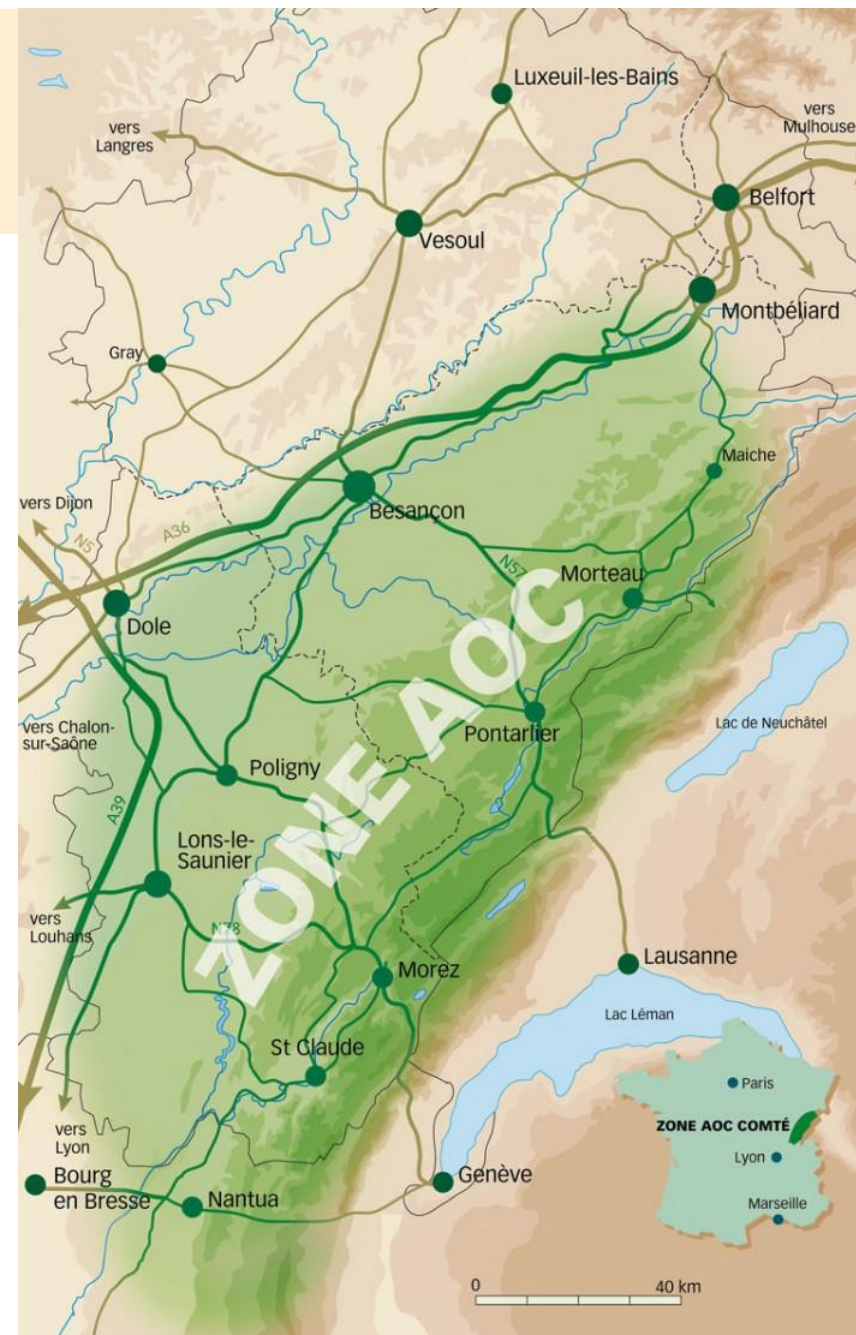 Luxeuil-les-Bains
vers
Langres
vers
Mulhouse
Belfort
Vesoul
Montbéliard
Gray
Maiche
vers Dijon
N5
A36
Besançon
N57
Morteau
Dole
ZONE AOC
vers Chalon-
sur-Saône
Lac de Neuchâtel
Pontarlier
Poligny
A39
Lons-le-
Saunier
vers
Louhans
N78
Morez
Lausanne
Lac Léman
St Claude
Paris
ZONE AOC COMTÉ
Lyon
Marseille
vers
Lyon
Bourg
en Bresse
Nantua
Genève
0
40 km